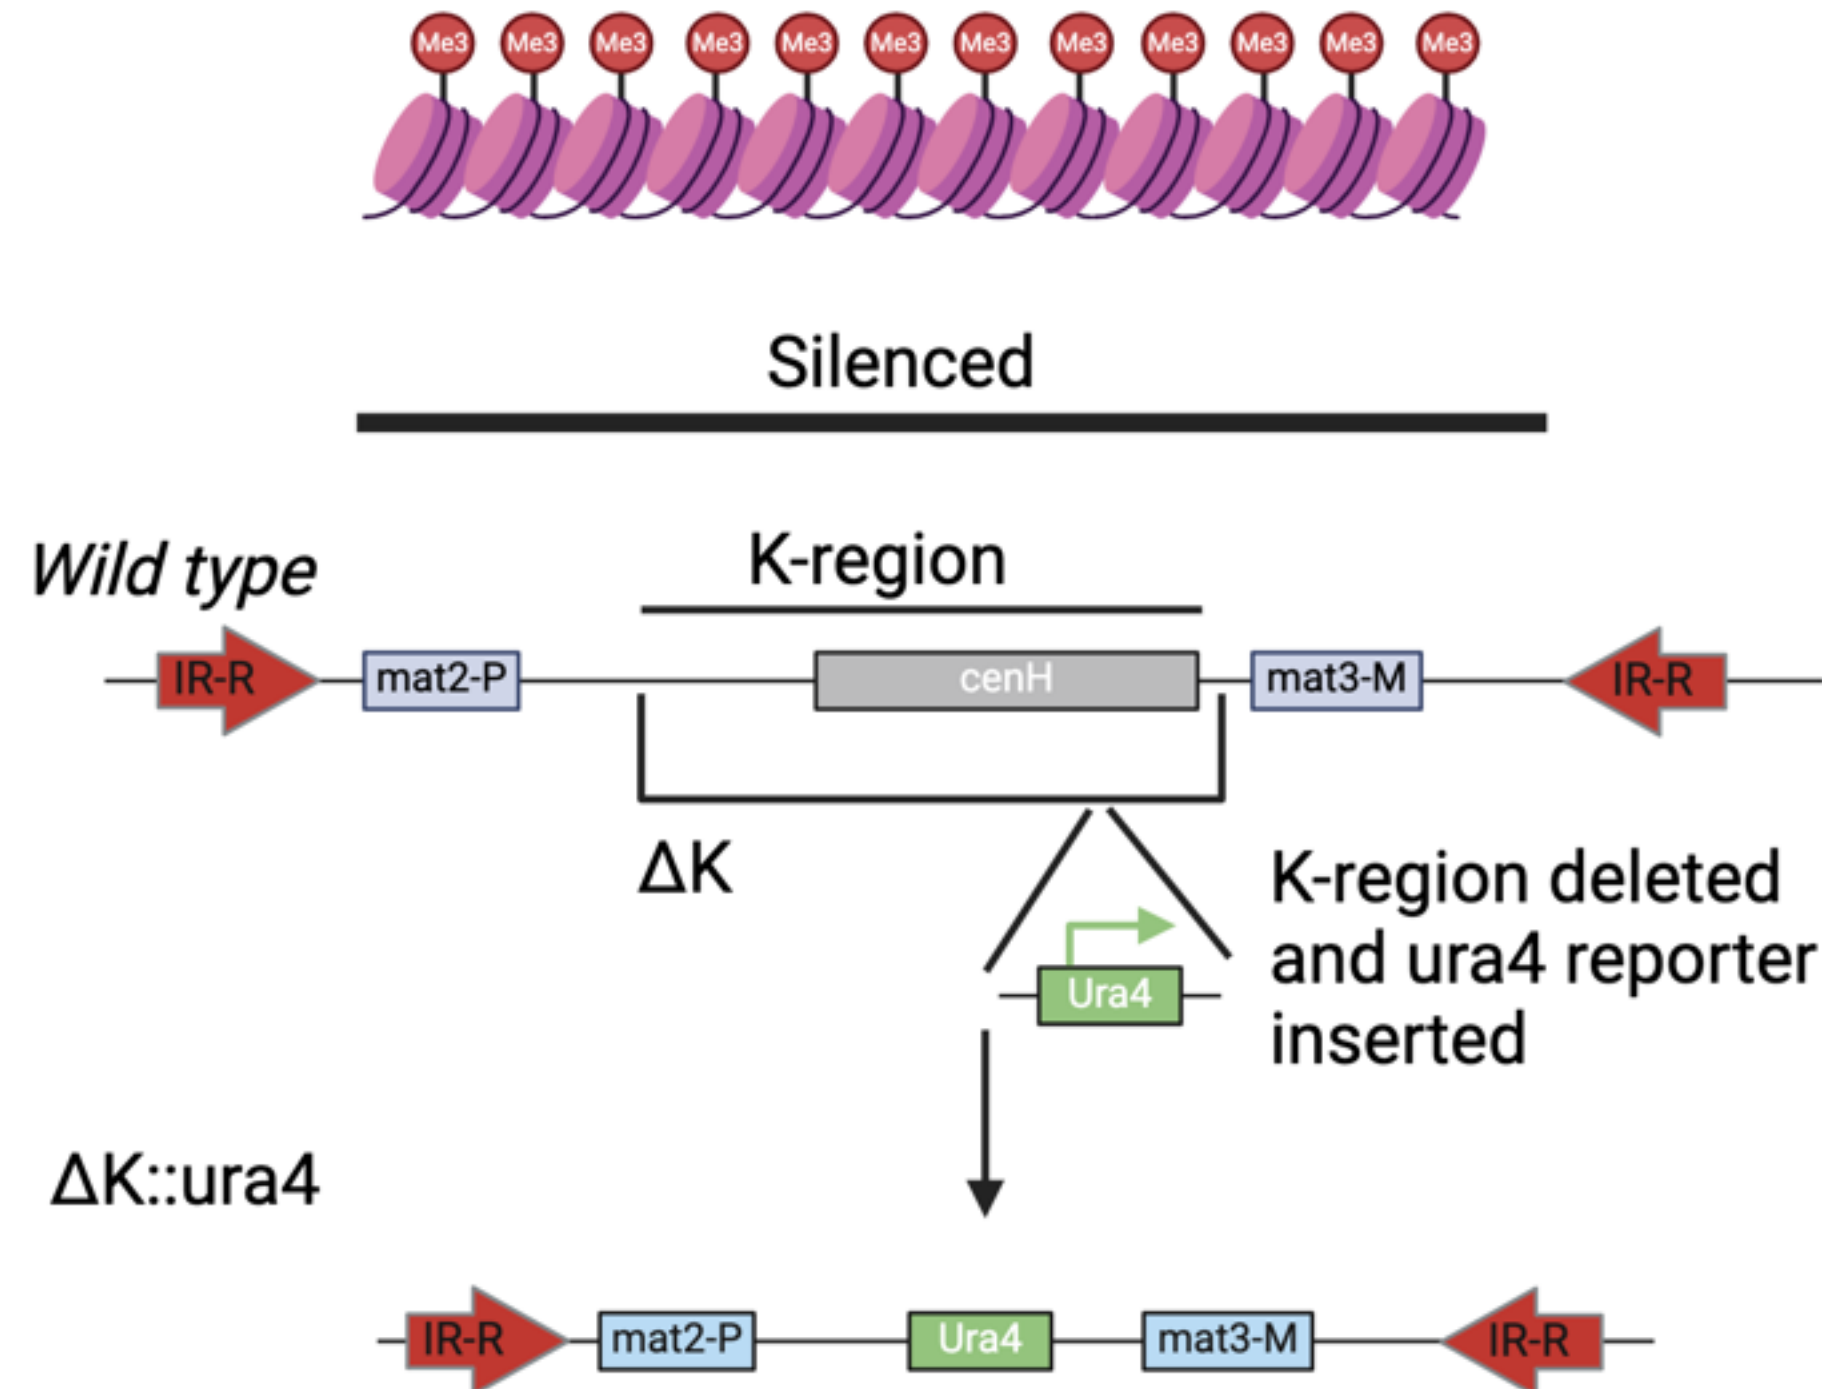 Me3 Me3 Me3 Me3 Me3 Me3 Me3 Me3 Me3 Me3 Me3 Me3
Silenced
Wild type
K-region
IR-R mat2-P cenH mat3-M IR-R
ΔK
K-region deleted
and ura4 reporter
inserted
Ura4
ΔK::ura4
IR-R mat2-P Ura4 mat3-M IR-R